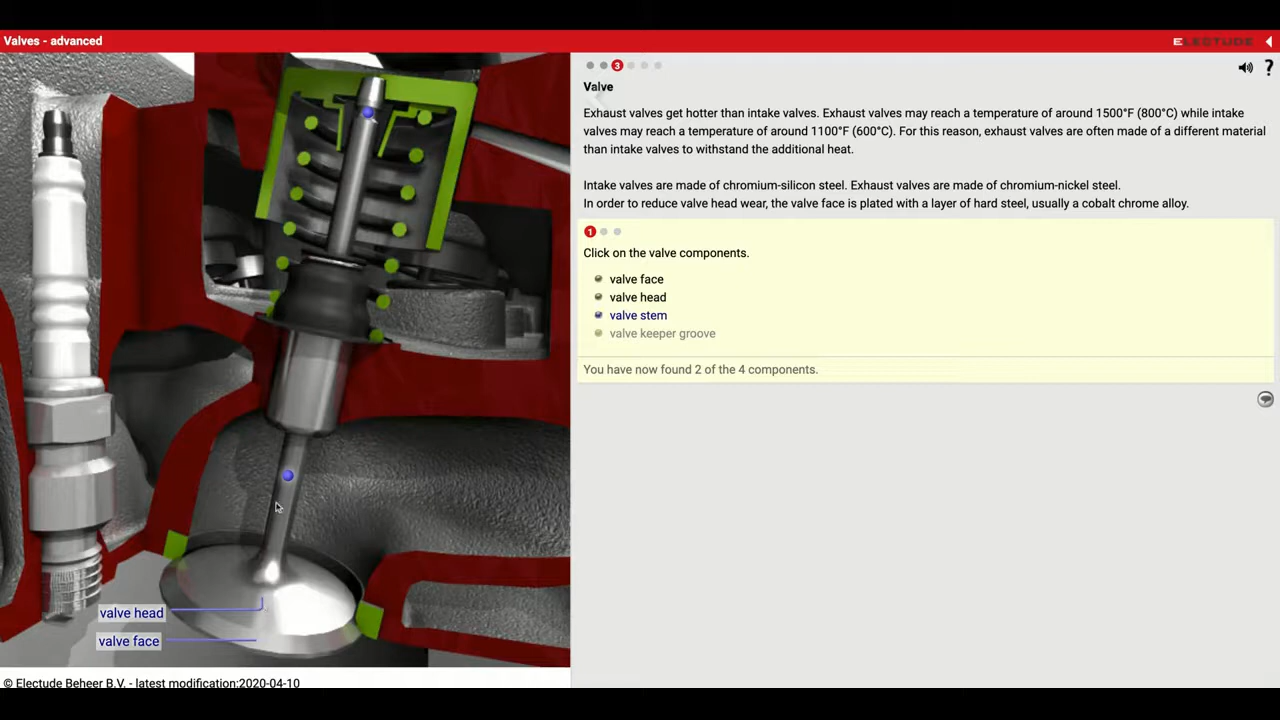 Valves - advanced
ELECTUDE
3
?
Valve
Exhaust valves get hotter than intake valves. Exhaust valves may reach a temperature of around 1500°F (800°C) while intake
valves may reach a temperature of around 1100°F (600°C). For this reason, exhaust valves are often made of a different material
than intake valves to withstand the additional heat.
Intake valves are made of chromium-silicon steel. Exhaust valves are made of chromium-nickel steel.
In order to reduce valve head wear, the valve face is plated with a layer of hard steel, usually a cobalt chrome alloy.
1
Click on the valve components.
valve face
valve head
valve stem
valve keeper groove
You have now found 2 of the 4 components.
valve head
valve face
© Electude Beheer B.V. - latest modification:2020-04-10